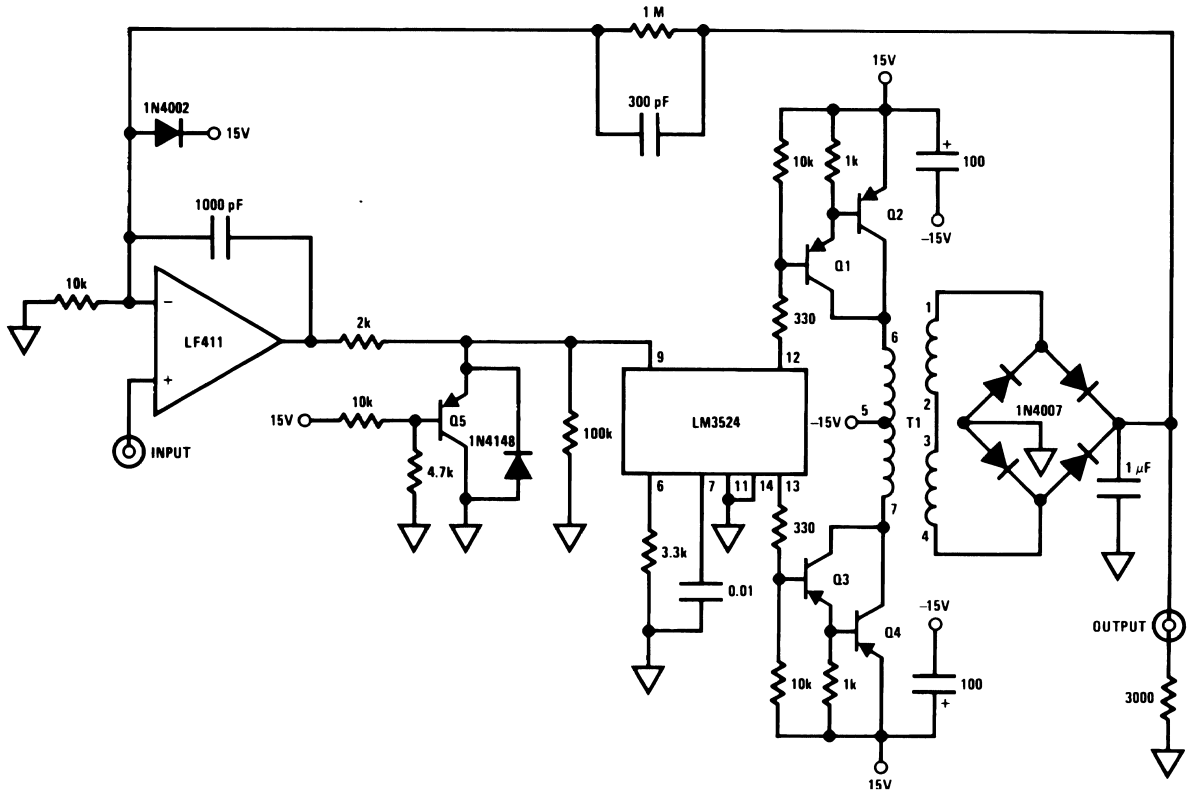 1 M
300 pF
1N4002
15V
1000 pF
10k
−
LF411
+
INPUT
2k
15V
10k
Q5
4.7k
1N4148
100k
9
12
LM3524
6
7
11
14
13
3.3k
0.01
15V
10k
1k
+
100
−15V
Q2
Q1
330
6
−15V
5
T1
7
1
2
3
4
1N4007
1 µF
330
Q3
Q4
10k
1k
−15V
100
+
15V
OUTPUT
3000